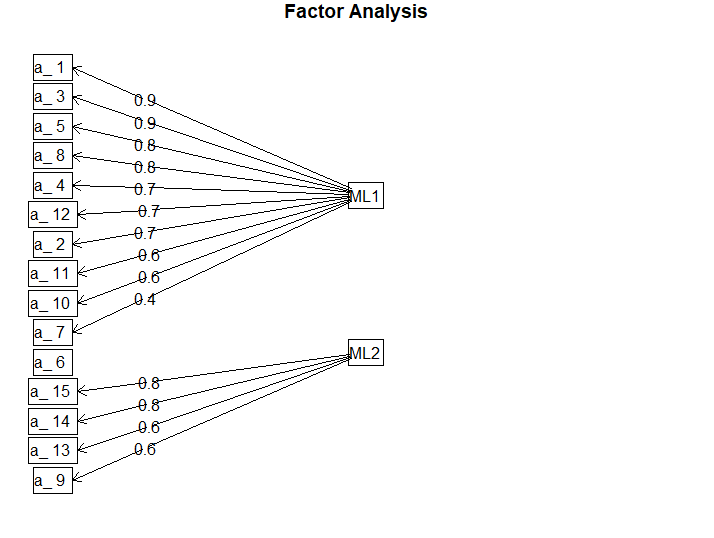 Factor Analysis
a_ 1
a_ 3
a_ 5
a_ 8
a_ 4
a_ 12
a_ 2
a_ 11
a_ 10
a_ 7
a_ 6
a_ 15
a_ 14
a_ 13
a_ 9
0.9
0.9
0.8
0.8
0.7
0.7
0.7
0.6
0.6
0.4
0.8
0.8
0.6
0.6
ML1
ML2